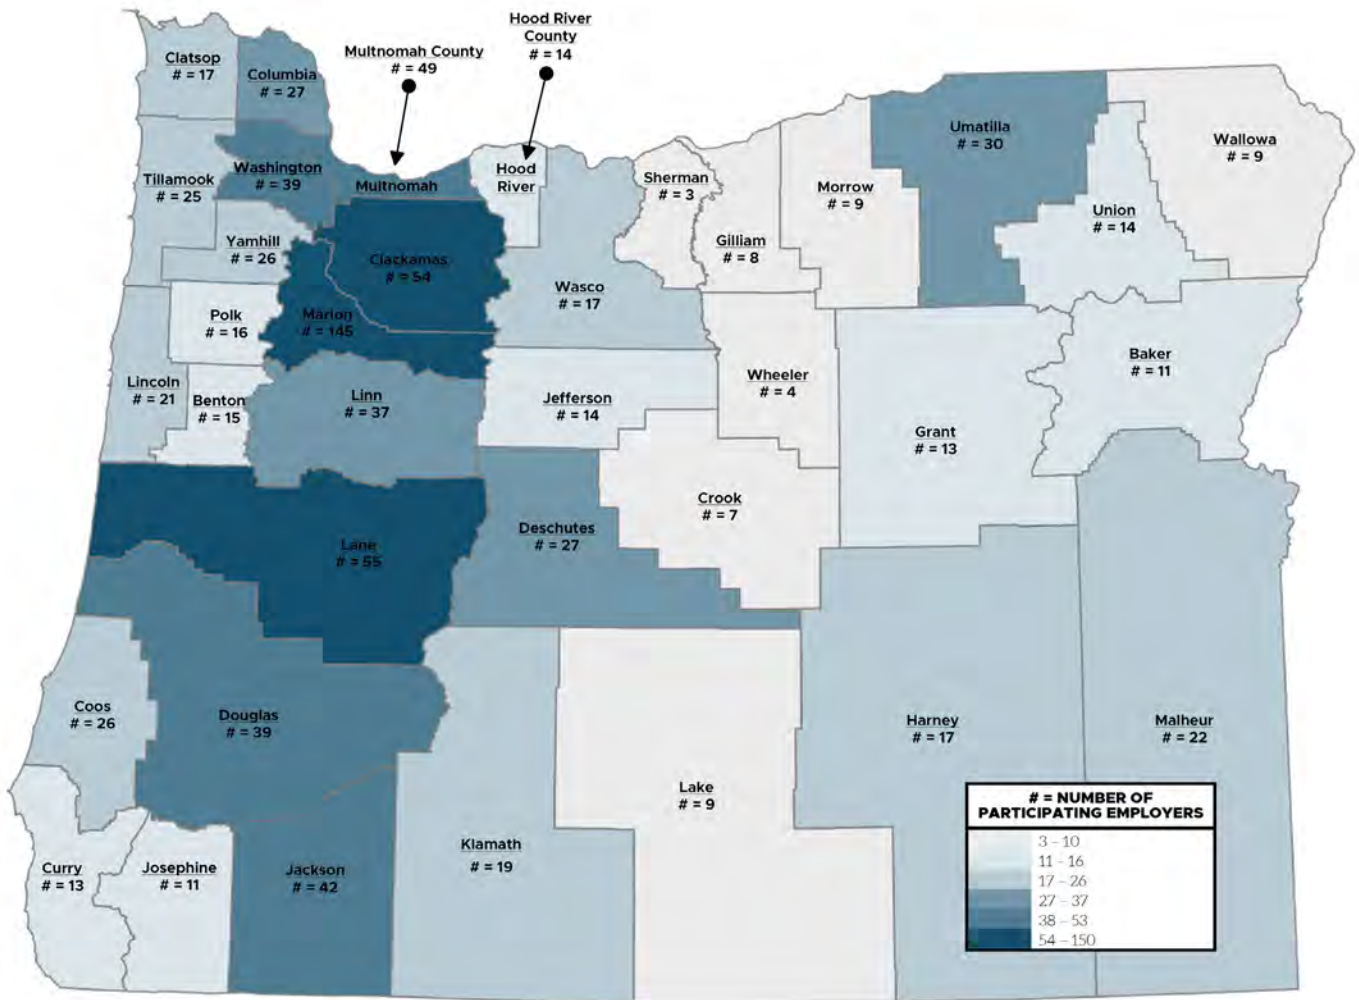 Hood River
County
# = 14
Multnomah County
# = 49
Clatsop
# = 17
Columbia
# = 27
Umatilla
# = 30
Wallowa
# = 9
Washington
# = 39
Tillamook
# = 25
Multnomah
Hood
River
Sherman
# = 3
Morrow
# = 9
Union
# = 14
Yamhill
# = 26
Clackamas
# = 54
Gilliam
# = 8
Wasco
# = 17
Polk
# = 16
Marion
# = 145
Baker
# = 11
Lincoln
# = 21
Benton
# = 15
Linn
# = 37
Jefferson
# = 14
Wheeler
# = 4
Grant
# = 13
Crook
# = 7
Lane
# = 55
Deschutes
# = 27
Coos
# = 26
Douglas
# = 39
Harney
# = 17
Malheur
# = 22
Lake
# = 9
Klamath
# = 19
Curry
# = 13
Josephine
# = 11
Jackson
# = 42
# = NUMBER OF
PARTICIPATING EMPLOYERS
3 – 10
11 – 16
17 – 26
27 – 37
38 – 53
54 – 150